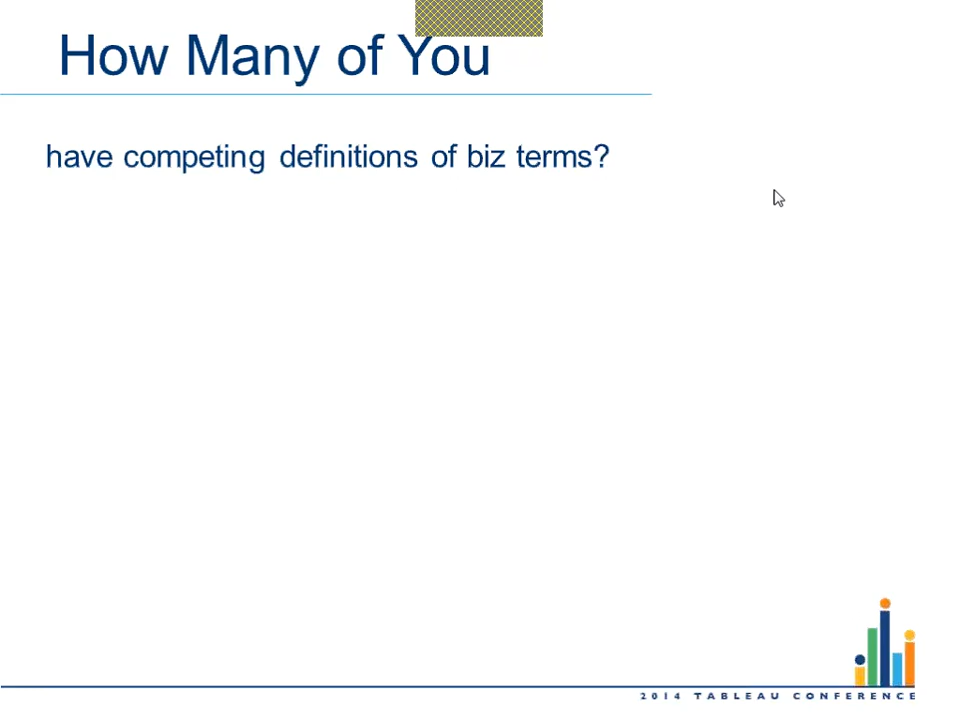 How Many of You
have competing definitions of biz terms?
2014 TABLEAU CONFERENCE